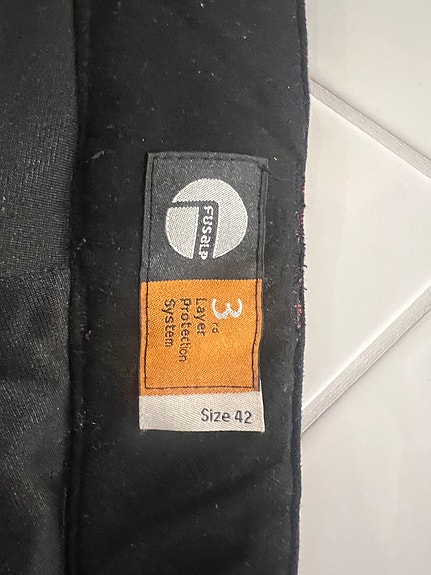 Fusalp
3rd
Layer
protection
System
Size 42